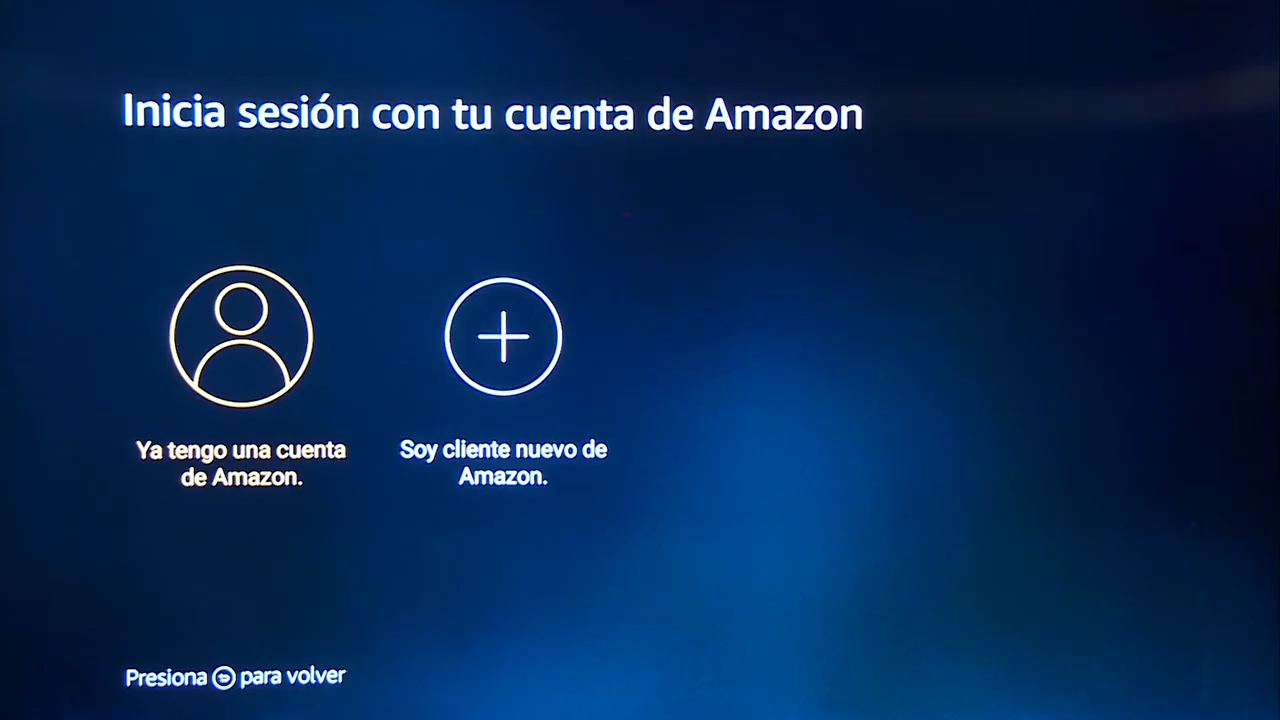 Inicia sesión con tu cuenta de Amazon
Ya tengo una cuenta
de Amazon.
Soy cliente nuevo de
Amazon.
Presiona para volver